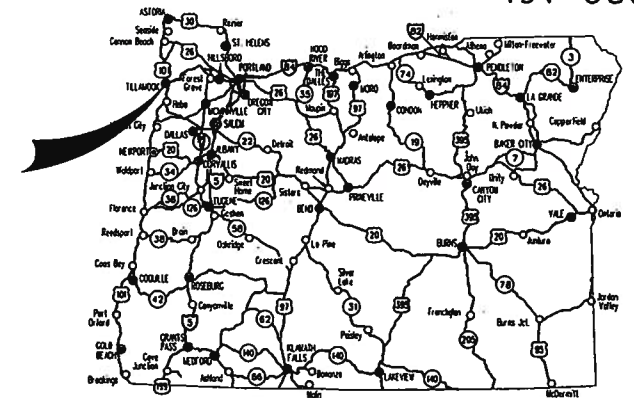 ASTORIA 30 Rainier
Seaside
Cannon Beach 26 ST. HELENS
HILLSBORO PORTLAND HOOD RIVER Biggs Arlington Boardman 82 Hermiston Athena Milton-Freewater
101 Forest Grove 84 THE DALLES 74 Lexington PENDLETON 84 82 3 ENTERPRISE
TILLAMOOK 26 35 197 MORO 97 HEPPNER LA GRANDE
Hebo MCMINNVILLE OREGON CITY Maupin CONDON Ukiah N. Powder
SALEM Copperfield
DALLAS 22 Detroit 26 Antelope 19 395 BAKER CITY
NEWPORT 20 ALBANY MADRAS John Day 7
Waldport 34 CORVALLIS Sweet Home 20 Redmond 26 Dayville Unity
Junction City 5 Sisters PRINEVILLE CANYON CITY 26
36 126 EUGENE 126 BEND 395 VALE Ontario
Florence Goshen 58 20 BURNS 20 Juntura
Reedsport 38 Drain Oakridge La Pine
Crescent
Coos Bay Silver Lake 78
COQUILLE ROSEBURG 97 31 395 Jordan Valley
101 42 Canyonville Frenchglen Burns Jct.
Port Orford 5 62 Paisley
GOLD BEACH GRANTS PASS 140 KLAMATH FALLS 140 205 95
Cave Junction MEDFORD Bonanza LAKEVIEW
Brookings 199 Ashland 66 Malin 140 McDermitt